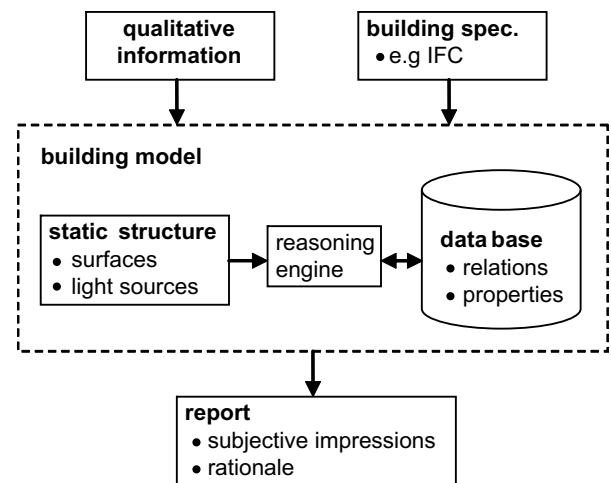 qualitative
information
building spec.
• e.g IFC
building model
static structure
• surfaces
• light sources
reasoning
engine
data base
• relations
• properties
report
• subjective impressions
• rationale